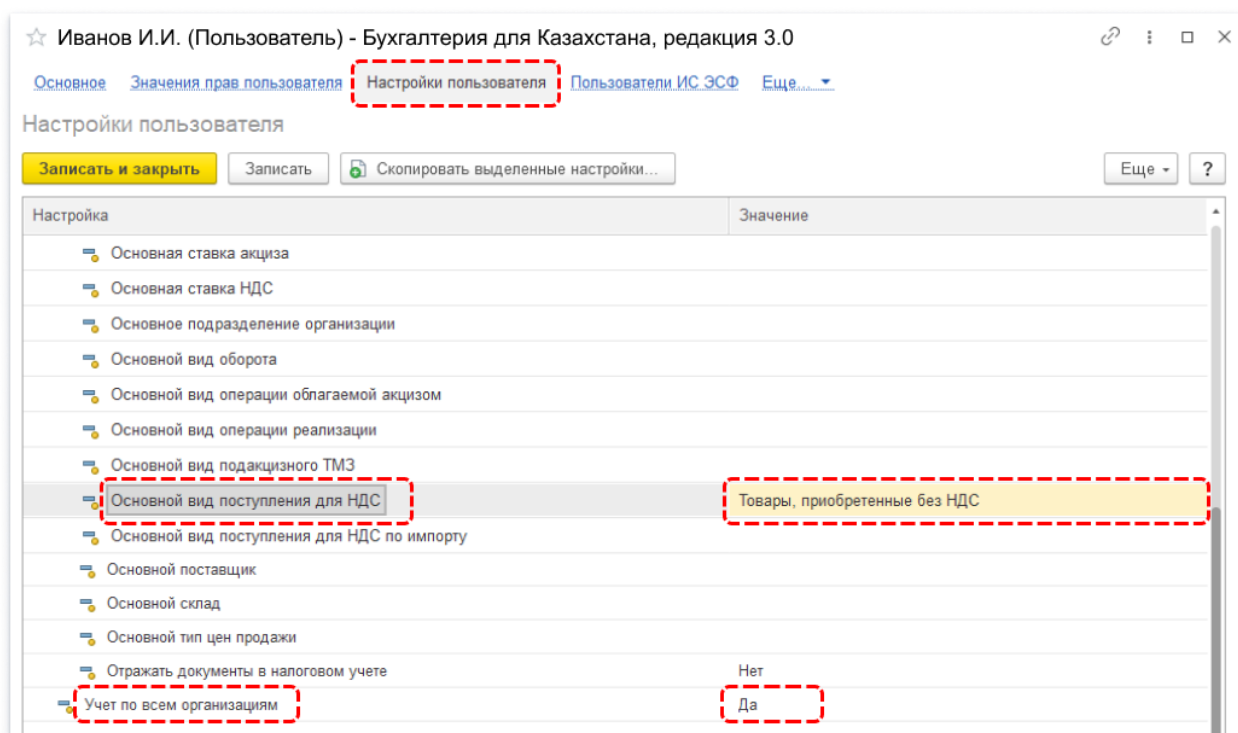 Иванов И.И. (Пользователь) - Бухгалтерия для Казахстана, редакция 3.0
Основное Значения прав пользователя Настройки пользователя Пользователи ИС ЭСФ Еще...
Настройки пользователя
Записать и закрыть Записать Скопировать выделенные настройки... Еще ?
Настройка Значение
Основная ставка акциза
Основная ставка НДС
Основное подразделение организации
Основной вид оборота
Основной вид операции облагаемой акцизом
Основной вид операции реализации
Основной вид подакцизного ТМЗ
Основной вид поступления для НДС Товары, приобретенные без НДС
Основной вид поступления для НДС по импорту
Основной поставщик
Основной склад
Основной тип цен продажи
Отражать документы в налоговом учете Нет
Учет по всем организациям Да